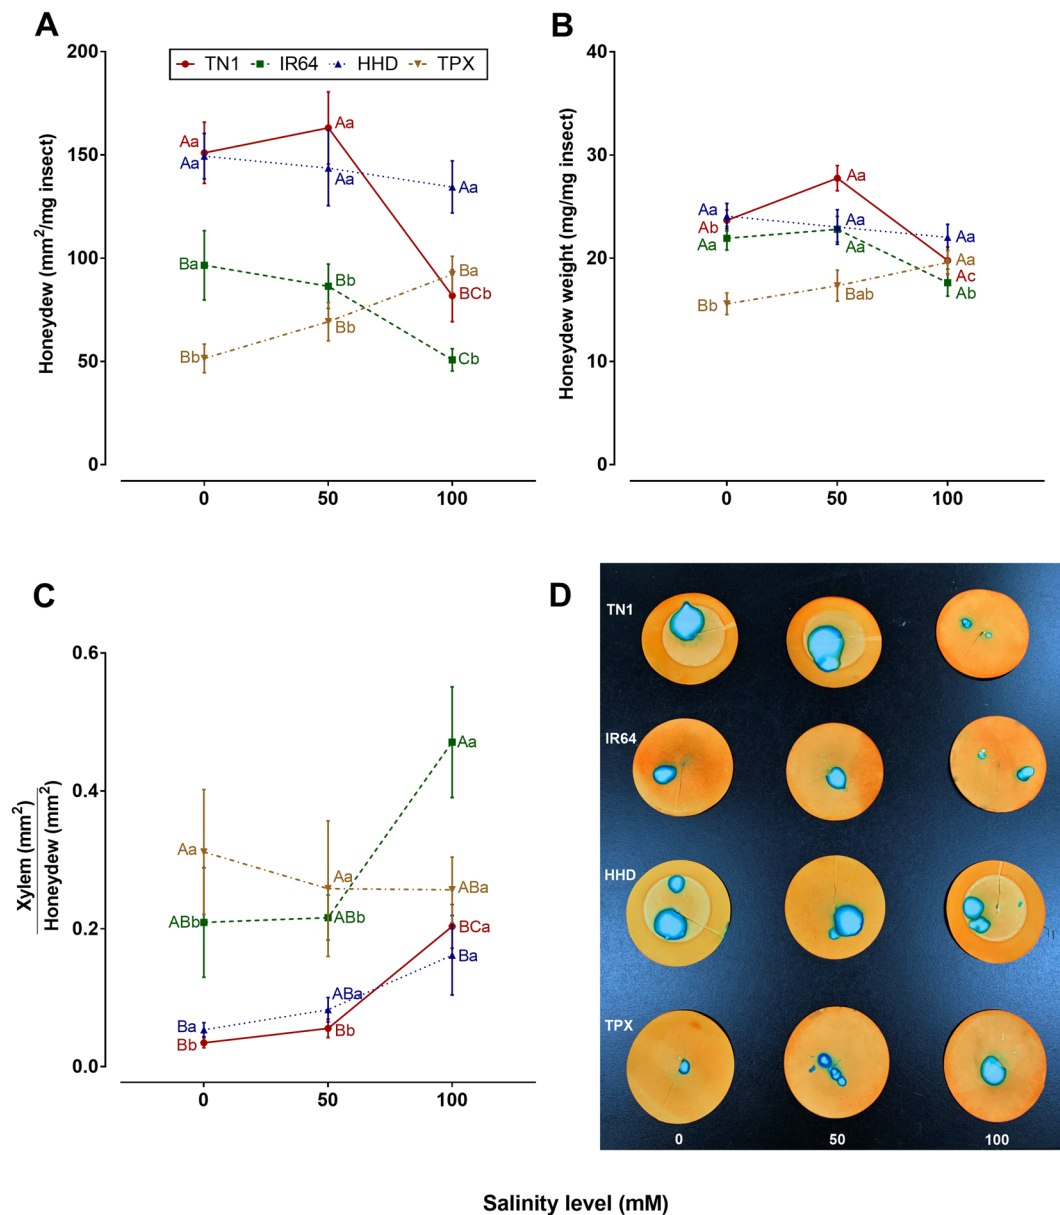 A
Honeydew (mm²/mg insect)
200
150
100
50
0
TN1 IR64 HHD TPX
Aa
Aa
Aa
Aa
Aa
Ba
Bb
Ba
BCb
Bb
Bb
Cb
0 50 100
B
Honeydew weight (mg/mg insect)
40
30
20
10
0
Aa
Aa
Ab
Aa
Aa
Aa
Aa
Aa
Bb
Bab
Ac
Ab
0 50 100
C
Xylem (mm²)
Honeydew (mm²)
0.6
0.4
0.2
0.0
Aa
Aa
Aa
ABa
ABb
ABb
BCa
Ba
Ba
ABa
Bb
Bb
0 50 100
D
TN1
IR64
HHD
TPX
0 50 100
Salinity level (mM)